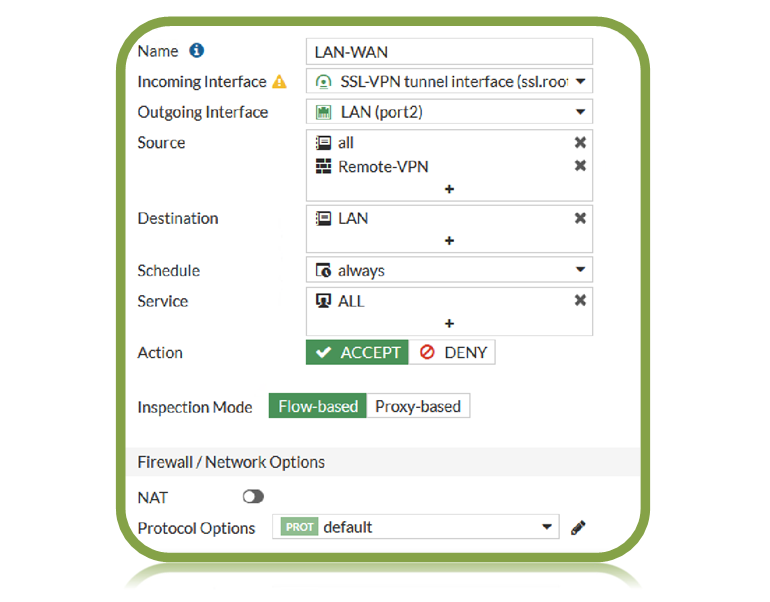 Name
LAN-WAN
Incoming Interface
SSL-VPN tunnel interface (ssl.root
Outgoing Interface
LAN (port2)
Source
all
Remote-VPN
+
Destination
LAN
+
Schedule
always
Service
ALL
+
Action
ACCEPT
DENY
Inspection Mode
Flow-based
Proxy-based
Firewall / Network Options
NAT
Protocol Options
PROT default